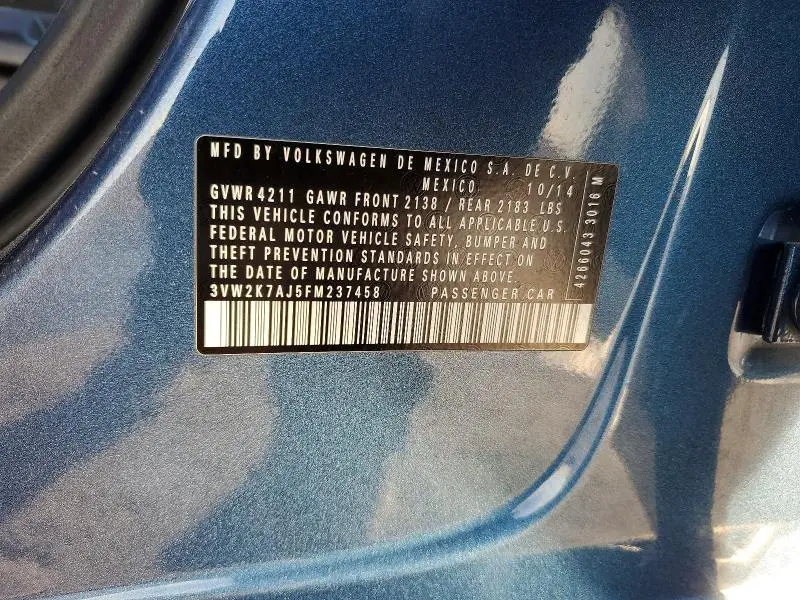 MFD BY VOLKSWAGEN DE MEXICO S.A. DE C.V.
MEXICO 10/14
GVWR 4211 GAWR FRONT 2138 / REAR 2183 LBS
THIS VEHICLE CONFORMS TO ALL APPLICABLE U.S.
FEDERAL MOTOR VEHICLE SAFETY, BUMPER AND
THEFT PREVENTION STANDARDS IN EFFECT ON
THE DATE OF MANUFACTURE SHOWN ABOVE.
3VW2K7AJ5FM237458 PASSENGER CAR
4266043 3016 M